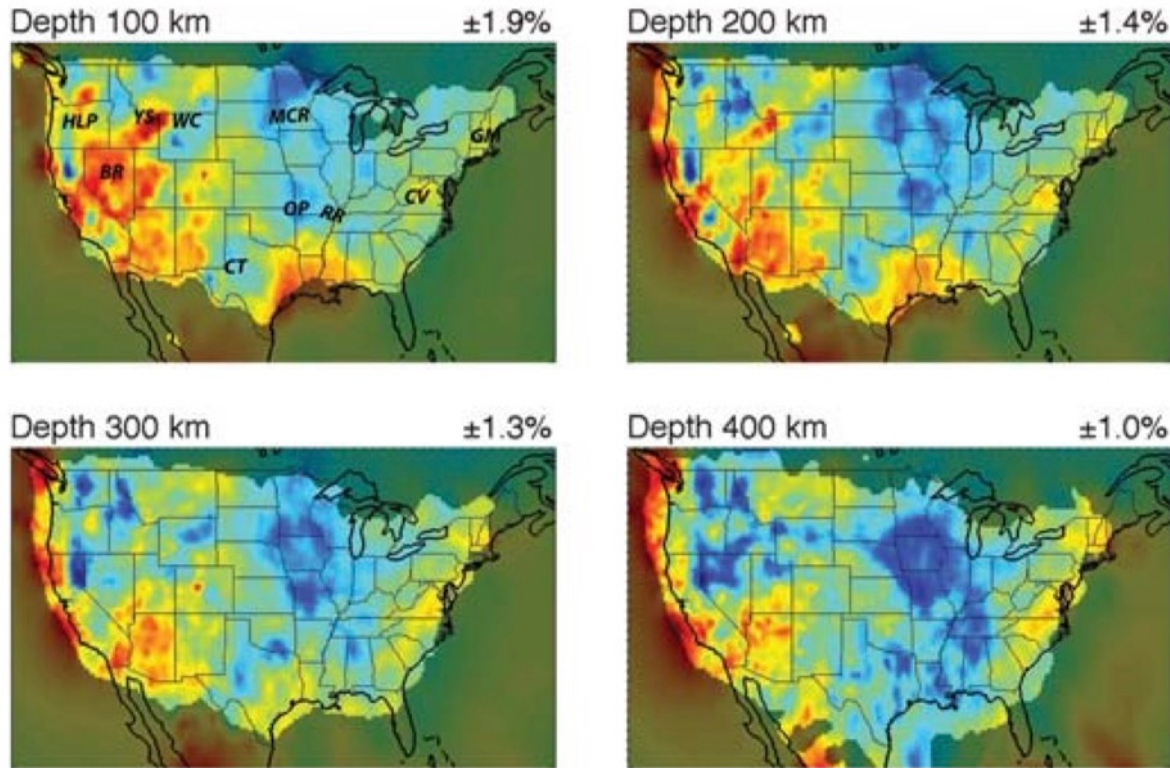 Depth 100 km ±1.9%
Depth 200 km ±1.4%
HLP YS WC MCR GM
BR
CV
OP RR
CT
Depth 300 km ±1.3%
Depth 400 km ±1.0%